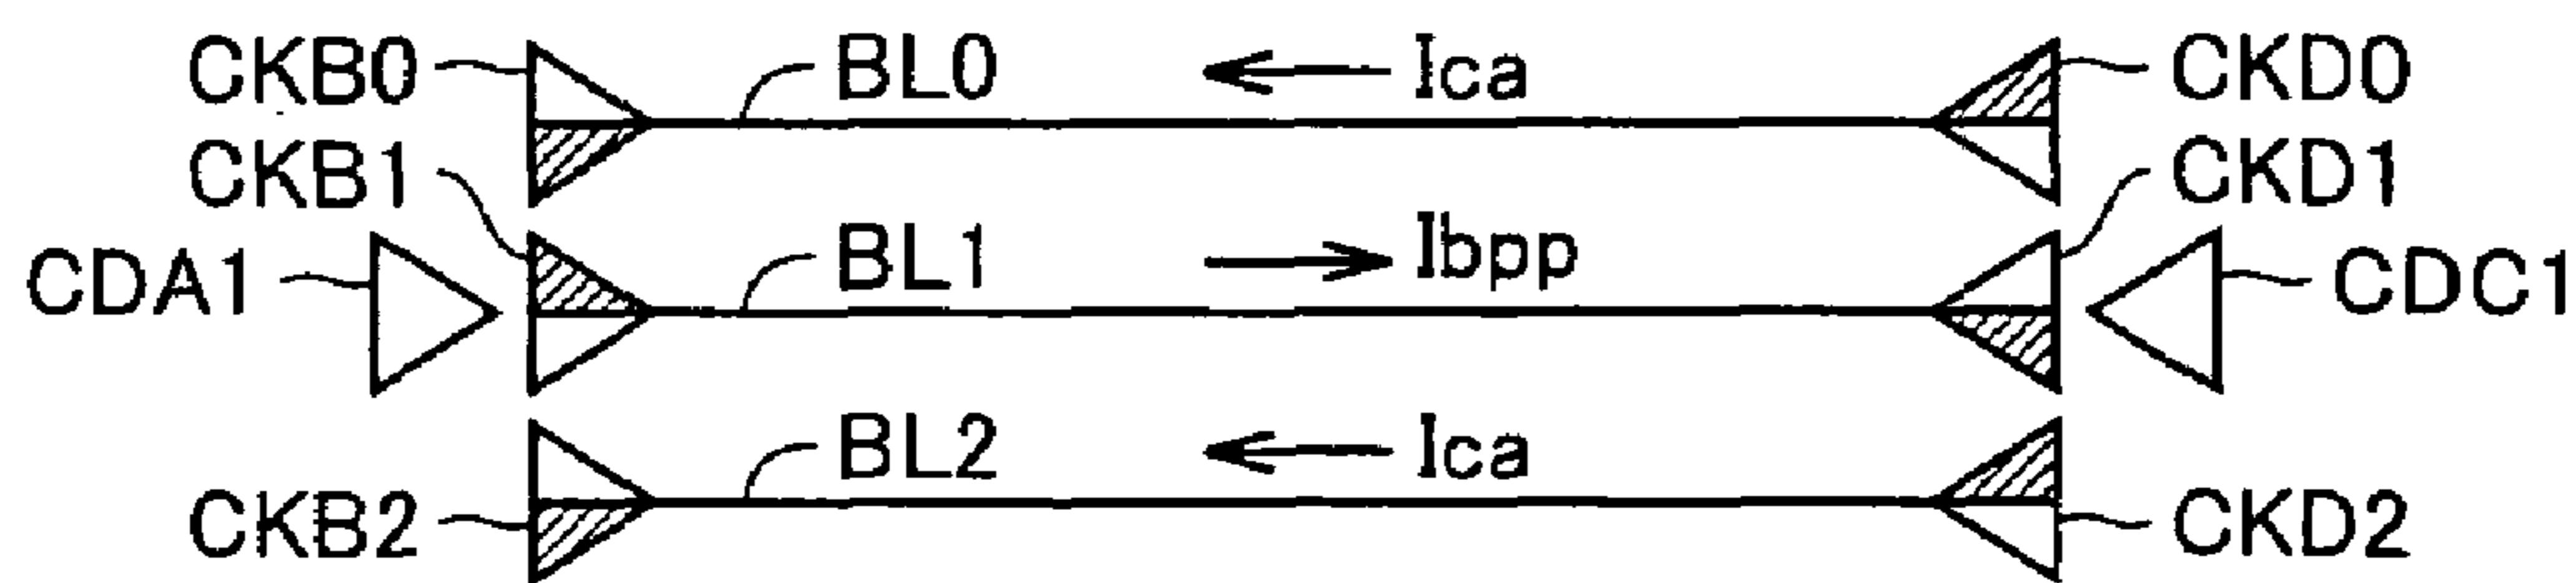 CKB0 BL0 Ica CKD0
CKB1 CKD1
CDA1 BL1 Ibpp CDC1
BL2 Ica
CKB2 CKD2